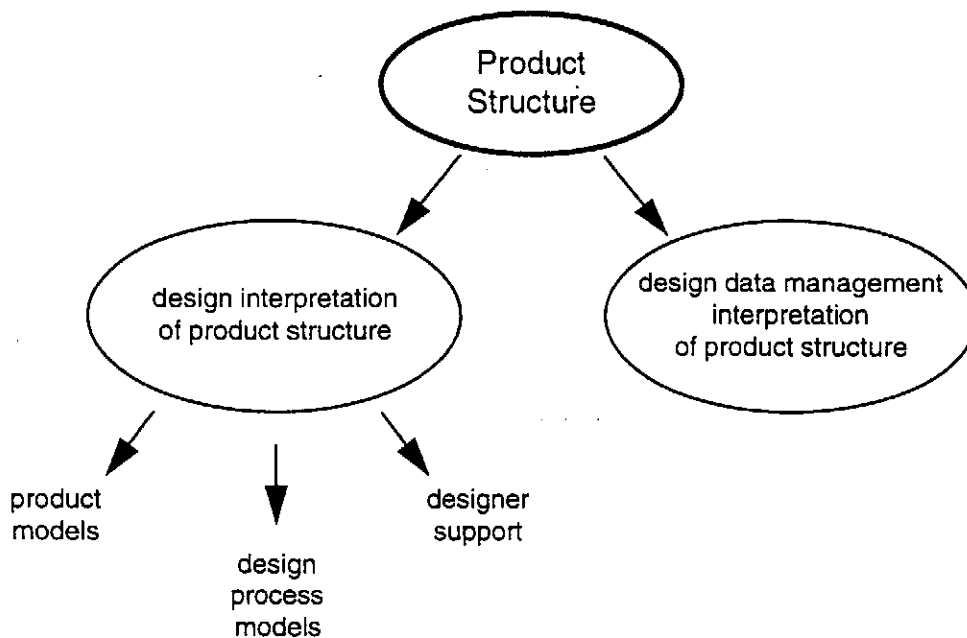 Product
Structure
design interpretation
of product structure
design data management
interpretation
of product structure
product
models
design
process
models
designer
support